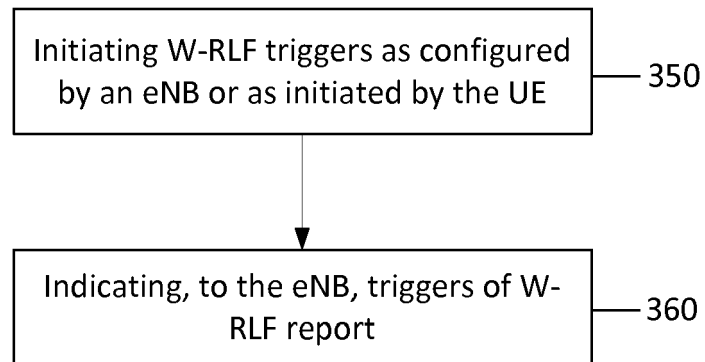 Initiating W-RLF triggers as configured
by an eNB or as initiated by the UE
350
Indicating, to the eNB, triggers of W-
RLF report
360